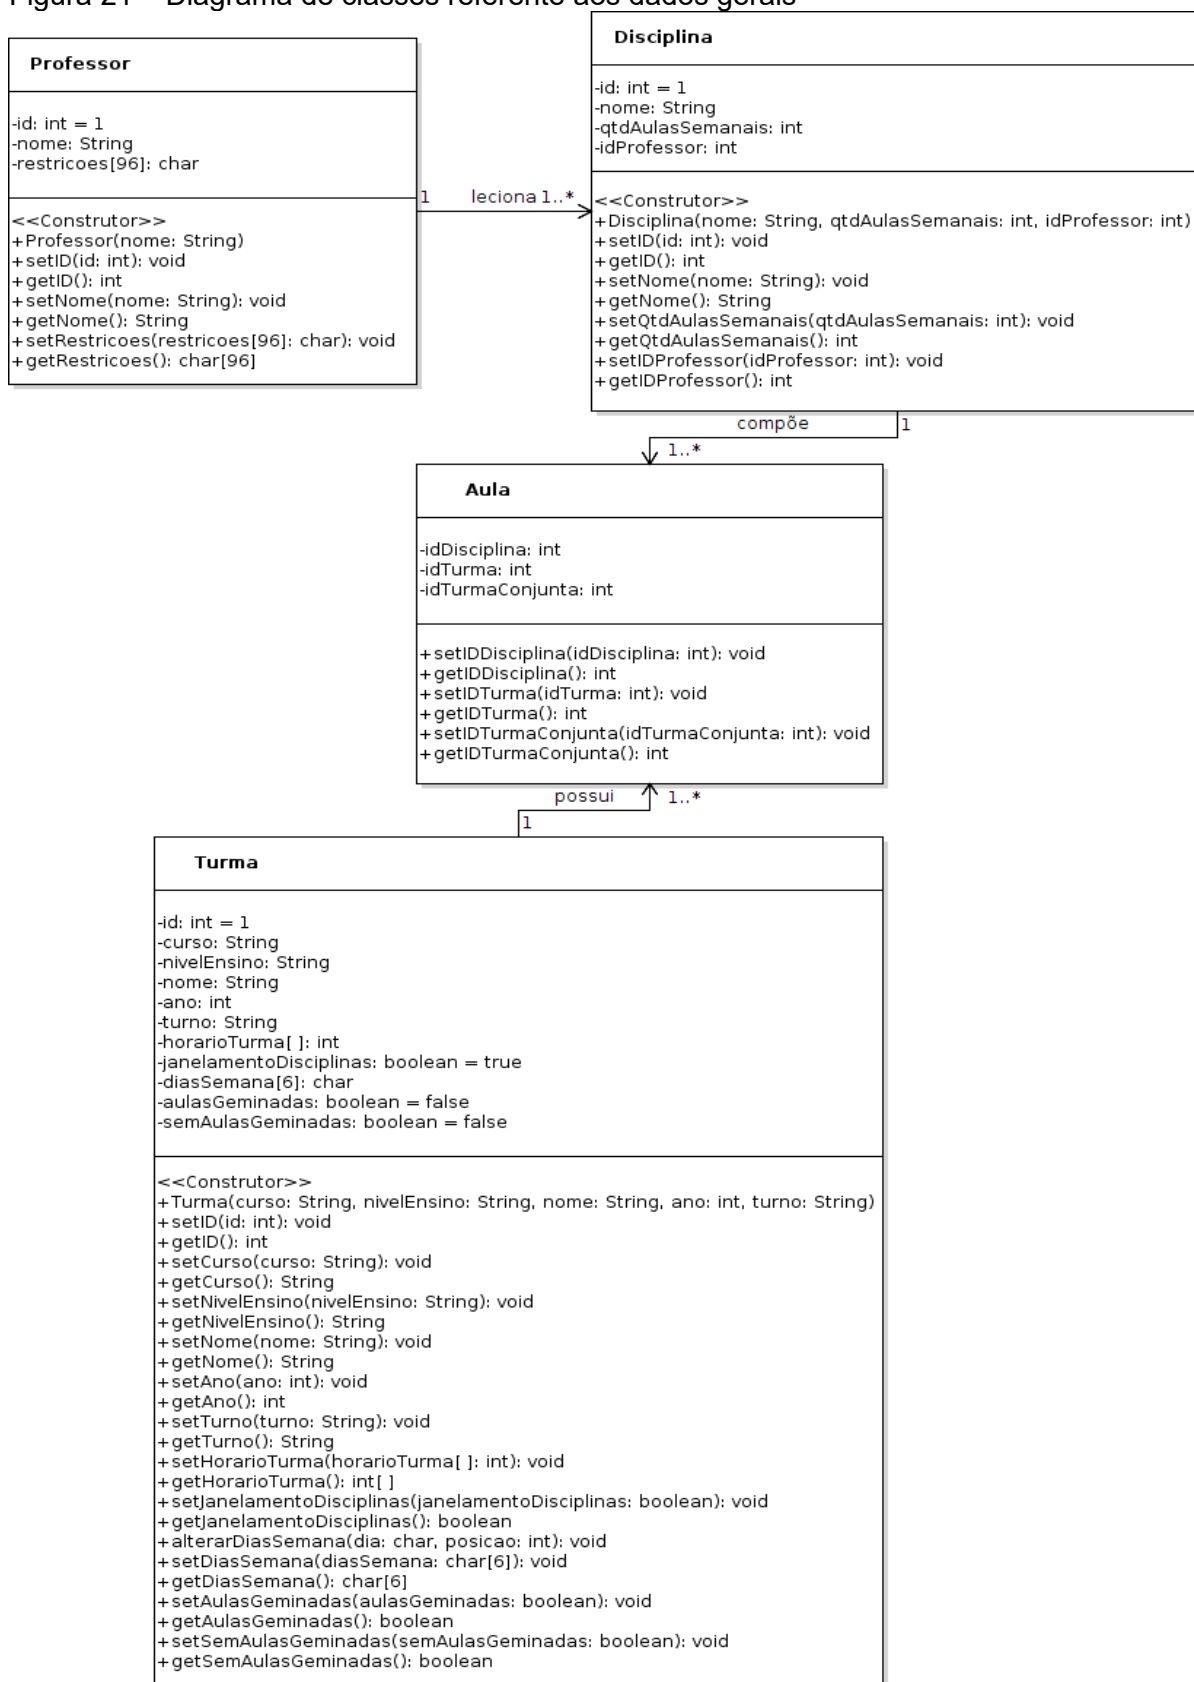 Figura 21 – Diagrama de classes referente aos dados gerais
Professor
-id: int = 1
-nome: String
-restricoes[96]: char
<<Construtor>>
+Professor(nome: String)
+setID(id: int): void
+getID(): int
+setNome(nome: String): void
+getNome(): String
+setRestricoes(restricoes[96]: char): void
+getRestricoes(): char[96]
1 leciona 1..*
Disciplina
-id: int = 1
-nome: String
-qtdAulasSemanais: int
-idProfessor: int
<<Construtor>>
+Disciplina(nome: String, qtdAulasSemanais: int, idProfessor: int)
+setID(id: int): void
+getID(): int
+setNome(nome: String): void
+getNome(): String
+setQtdAulasSemanais(qtdAulasSemanais: int): void
+getQtdAulasSemanais(): int
+setIDProfessor(idProfessor: int): void
+getIDProfessor(): int
compõe 1
1..*
Aula
-idDisciplina: int
-idTurma: int
-idTurmaConjunta: int
+setIDDisciplina(idDisciplina: int): void
+getIDDisciplina(): int
+setIDTurma(idTurma: int): void
+getIDTurma(): int
+setIDTurmaConjunta(idTurmaConjunta: int): void
+getIDTurmaConjunta(): int
possui 1..*
1
Turma
-id: int = 1
-curso: String
-nivelEnsino: String
-nome: String
-ano: int
-turno: String
-horarioTurma[ ]: int
-janelamentoDisciplinas: boolean = true
-diasSemana[6]: char
-aulasGeminadas: boolean = false
-semAulasGeminadas: boolean = false
<<Construtor>>
+Turma(curso: String, nivelEnsino: String, nome: String, ano: int, turno: String)
+setID(id: int): void
+getID(): int
+setCurso(curso: String): void
+getCurso(): String
+setNivelEnsino(nivelEnsino: String): void
+getNivelEnsino(): String
+setNome(nome: String): void
+getNome(): String
+setAno(ano: int): void
+getAno(): int
+setTurno(turno: String): void
+getTurno(): String
+setHorarioTurma(horarioTurma[ ]: int): void
+getHorarioTurma(): int[ ]
+setJanelamentoDisciplinas(janelamentoDisciplinas: boolean): void
+getJanelamentoDisciplinas(): boolean
+alterarDiasSemana(dia: char, posicao: int): void
+setDiasSemana(diasSemana: char[6]): void
+getDiasSemana(): char[6]
+setAulasGeminadas(aulasGeminadas: boolean): void
+getAulasGeminadas(): boolean
+setSemAulasGeminadas(semAulasGeminadas: boolean): void
+getSemAulasGeminadas(): boolean